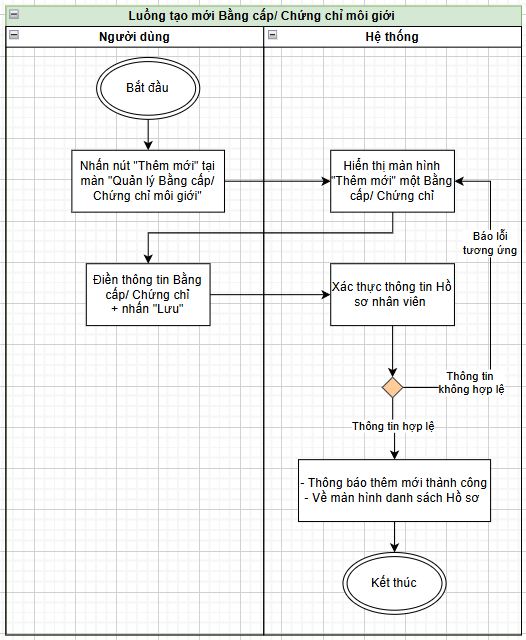 Luồng tạo mới Bằng cấp/ Chứng chỉ môi giới
Người dùng
Hệ thống
Bắt đầu
Nhấn nút "Thêm mới" tại
màn "Quản lý Bằng cấp/
Chứng chỉ môi giới"
Hiển thị màn hình
"Thêm mới" một Bằng
cấp/ Chứng chỉ
Báo lỗi
tương ứng
Điền thông tin Bằng
cấp/ Chứng chỉ
+ nhấn "Lưu"
Xác thực thông tin Hồ
sơ nhân viên
Thông tin
không hợp lệ
Thông tin hợp lệ
- Thông báo thêm mới thành công
- Về màn hình danh sách Hồ sơ
Kết thúc